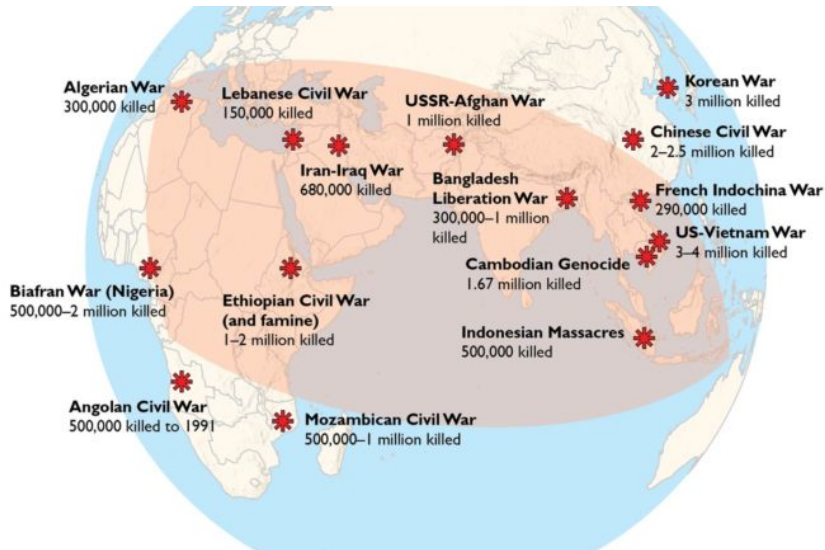 Algerian War
300,000 killed
Lebanese Civil War
150,000 killed
USSR-Afghan War
1 million killed
Korean War
3 million killed
Chinese Civil War
2–2.5 million killed
Iran-Iraq War
680,000 killed
Bangladesh
Liberation War
300,000–1 million
killed
French Indochina War
290,000 killed
US-Vietnam War
3–4 million killed
Cambodian Genocide
1.67 million killed
Biafran War (Nigeria)
500,000–2 million killed
Ethiopian Civil War
(and famine)
1–2 million killed
Indonesian Massacres
500,000 killed
Angolan Civil War
500,000 killed to 1991
Mozambican Civil War
500,000–1 million killed